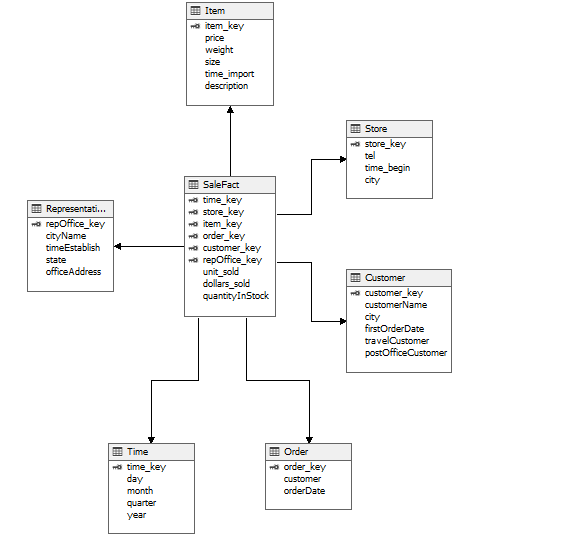 Item
item_key
price
weight
size
time_import
description
Store
store_key
tel
time_begin
city
SaleFact
time_key
store_key
item_key
order_key
customer_key
repOffice_key
unit_sold
dollars_sold
quantityInStock
Representati...
repOffice_key
cityName
timeEstablish
state
officeAddress
Customer
customer_key
customerName
city
firstOrderDate
travelCustomer
postOfficeCustomer
Time
time_key
day
month
quarter
year
Order
order_key
customer
orderDate